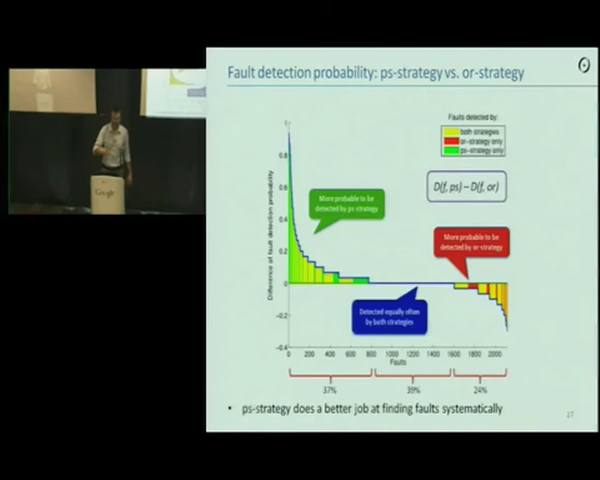 Fault detection probability: ps-strategy vs. or-strategy
Faults detected by:
both strategies
or-strategy only
ps-strategy only
D(f, ps) – D(f, or)
More probable to be
detected by ps strategy
More probable to be
detected by or-strategy
Detected equally often
by both strategies
Difference of fault detection probability
1
0.8
0.6
0.4
0.2
0
-0.2
-0.4
0 200 400 600 800 1000 1200 1400 1600 1800 2000
Faults
37% 39% 24%
• ps-strategy does a better job at finding faults systematically
17
Google